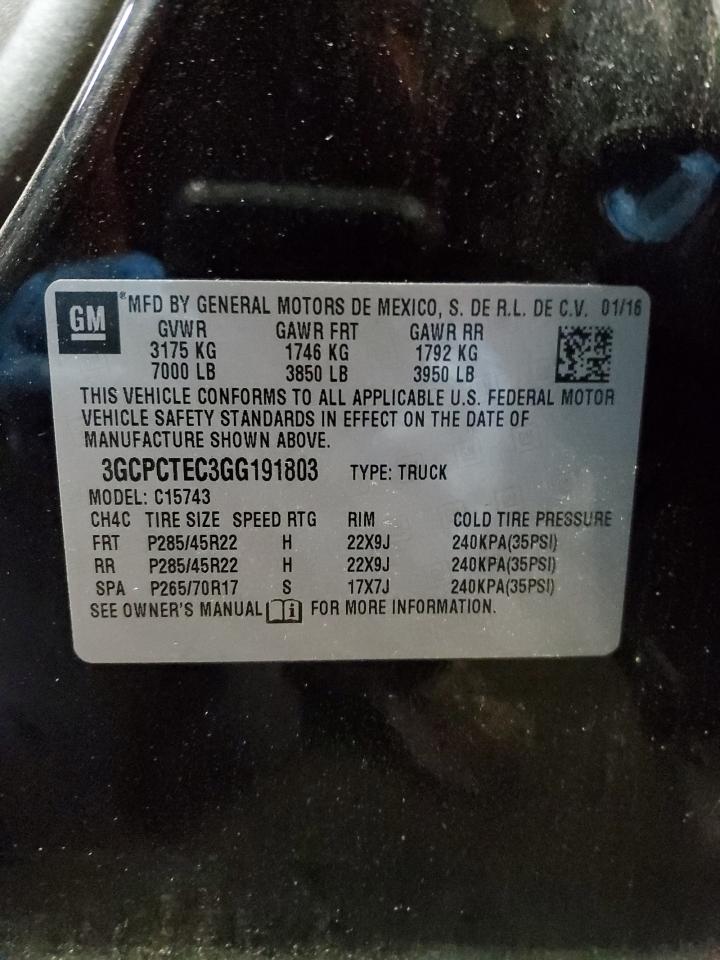 GM
® MFD BY GENERAL MOTORS DE MEXICO, S. DE R.L. DE C.V. 01/16
GVWR GAWR FRT GAWR RR
3175 KG 1746 KG 1792 KG
7000 LB 3850 LB 3950 LB
THIS VEHICLE CONFORMS TO ALL APPLICABLE U.S. FEDERAL MOTOR
VEHICLE SAFETY STANDARDS IN EFFECT ON THE DATE OF
MANUFACTURE SHOWN ABOVE.
3GCPCTEC3GG191803 TYPE: TRUCK
MODEL: C15743
CH4C TIRE SIZE SPEED RTG RIM COLD TIRE PRESSURE
FRT P285/45R22 H 22X9J 240KPA(35PSI)
RR P285/45R22 H 22X9J 240KPA(35PSI)
SPA P265/70R17 S 17X7J 240KPA(35PSI)
SEE OWNER'S MANUAL i FOR MORE INFORMATION.